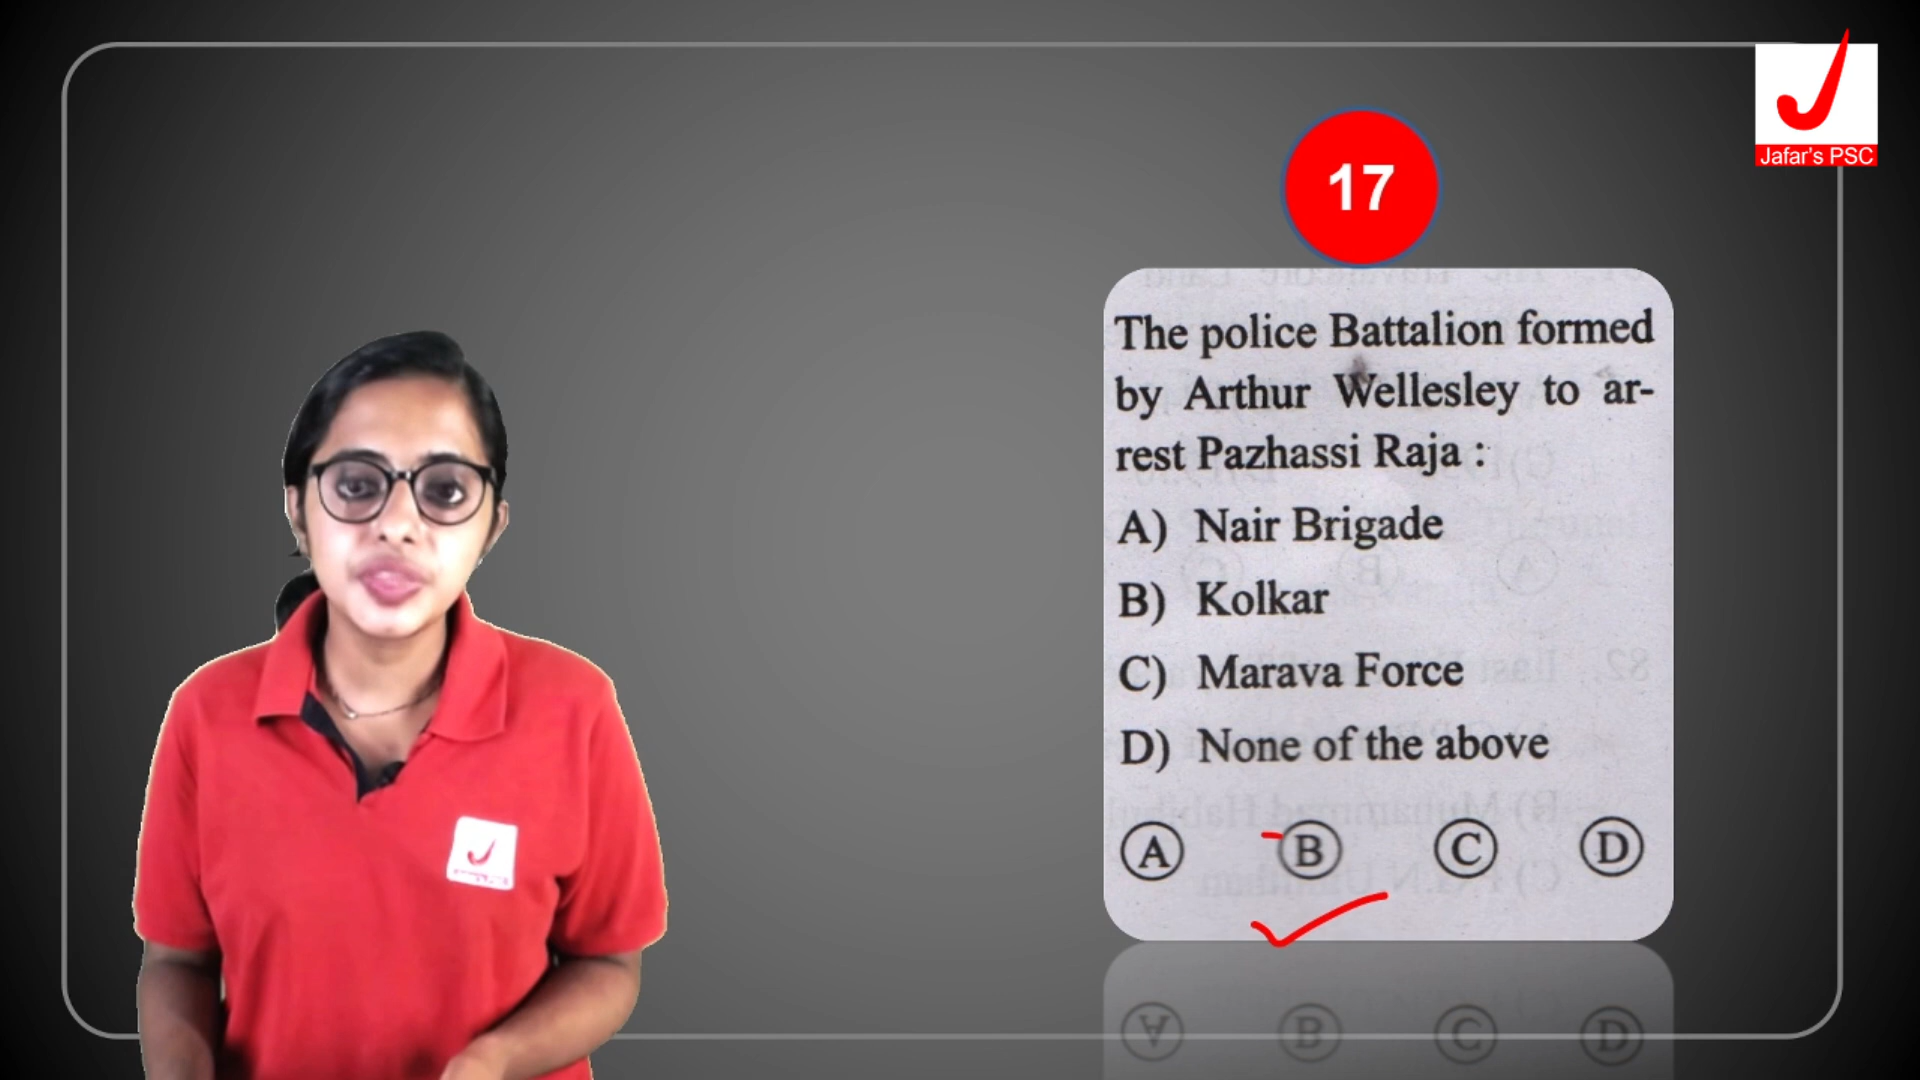 Jafar's PSC
17
The police Battalion formed
by Arthur Wellesley to ar-
rest Pazhassi Raja :
A) Nair Brigade
B) Kolkar
C) Marava Force
D) None of the above
A B C D
A B C D